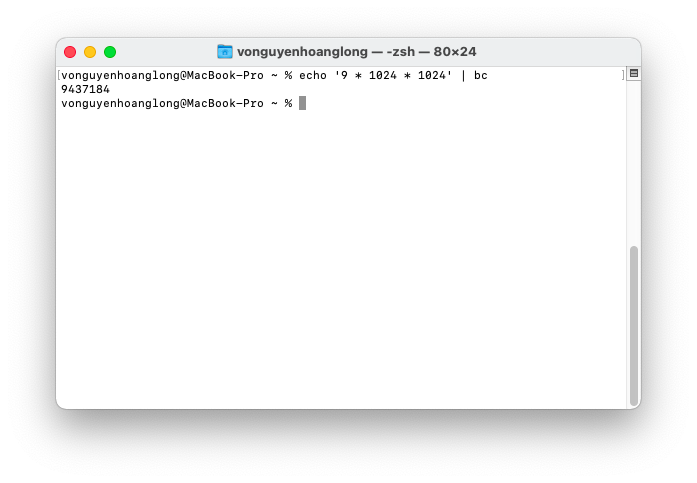 vonguyenhoanglong — -zsh — 80×24
[vonguyenhoanglong@MacBook-Pro ~ % echo '9 * 1024 * 1024' | bc ]
9437184
vonguyenhoanglong@MacBook-Pro ~ %